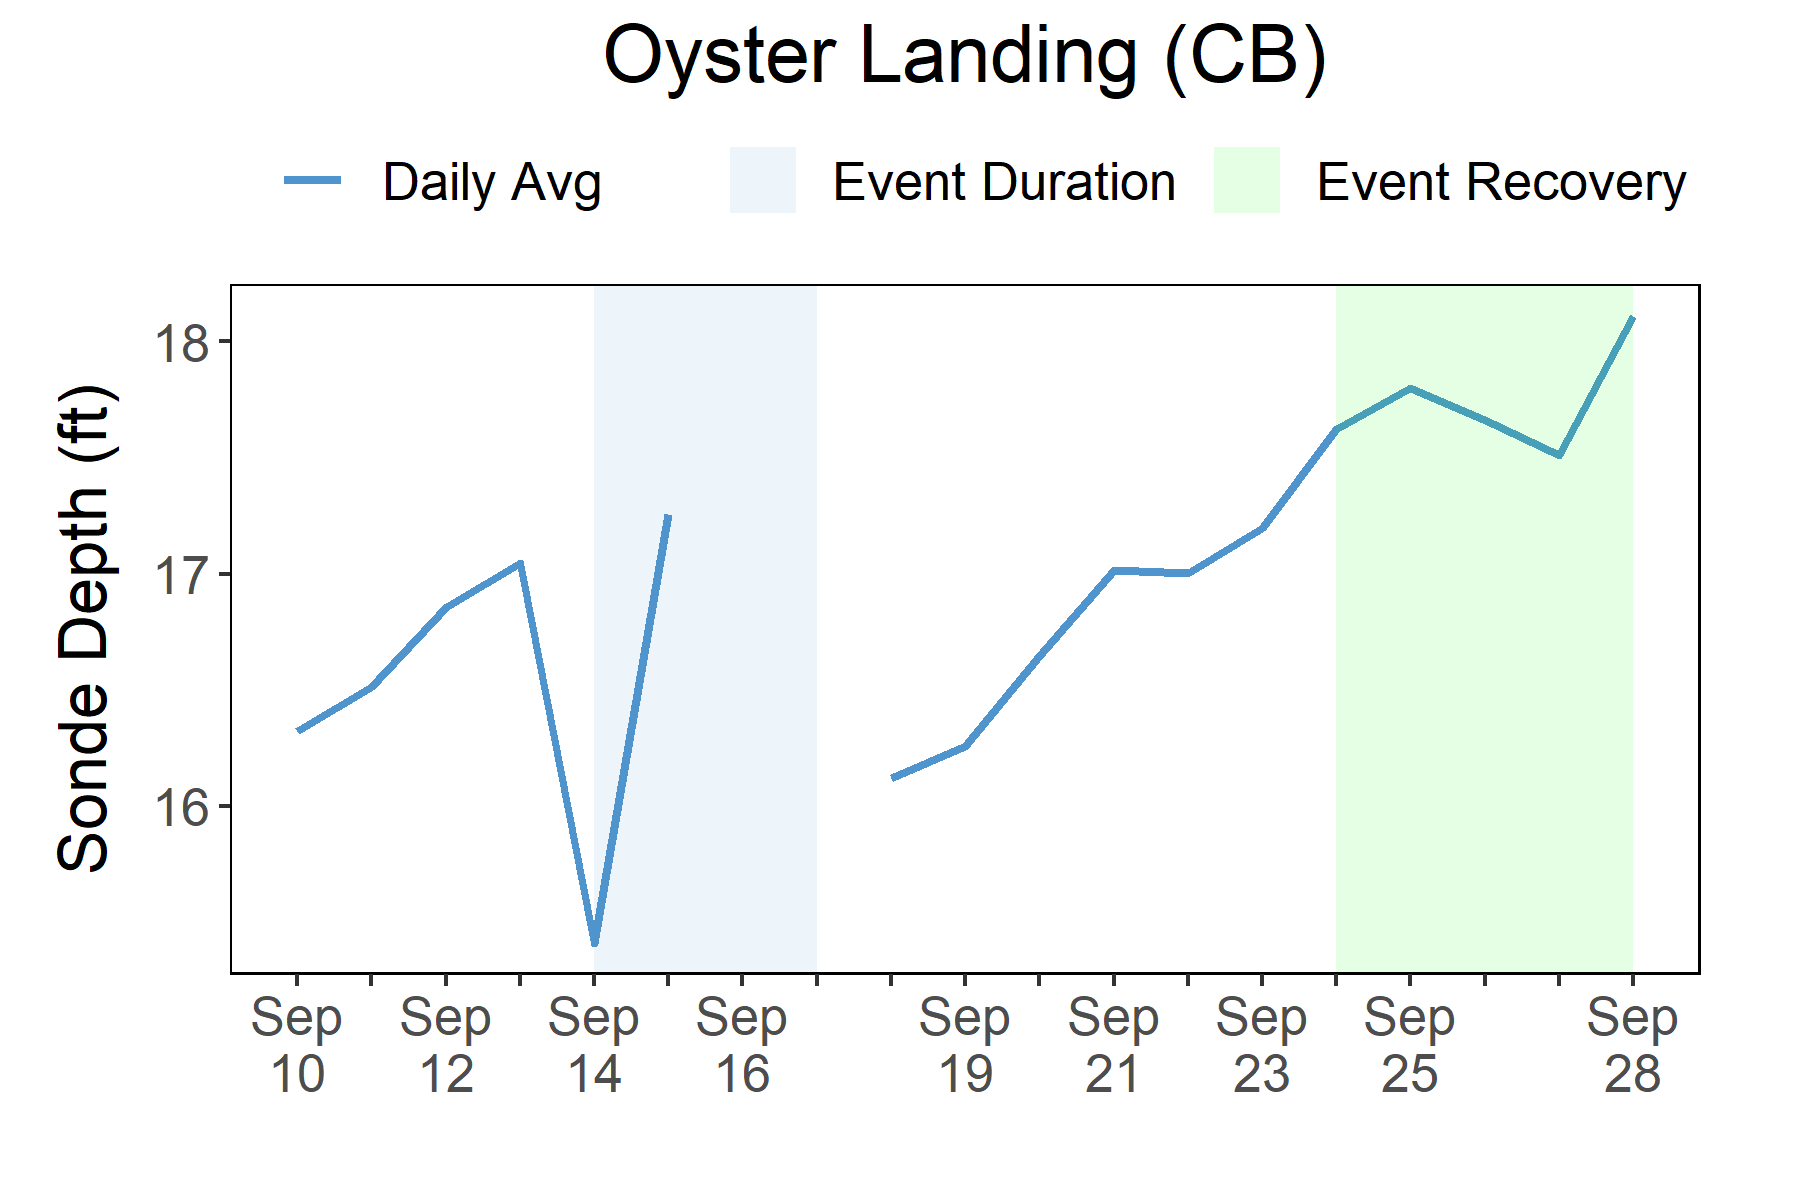 Oyster Landing (CB)
Daily Avg
Event Duration
Event Recovery
Sonde Depth (ft)
18
17
16
Sep 10
Sep 12
Sep 14
Sep 16
Sep 19
Sep 21
Sep 23
Sep 25
Sep 28